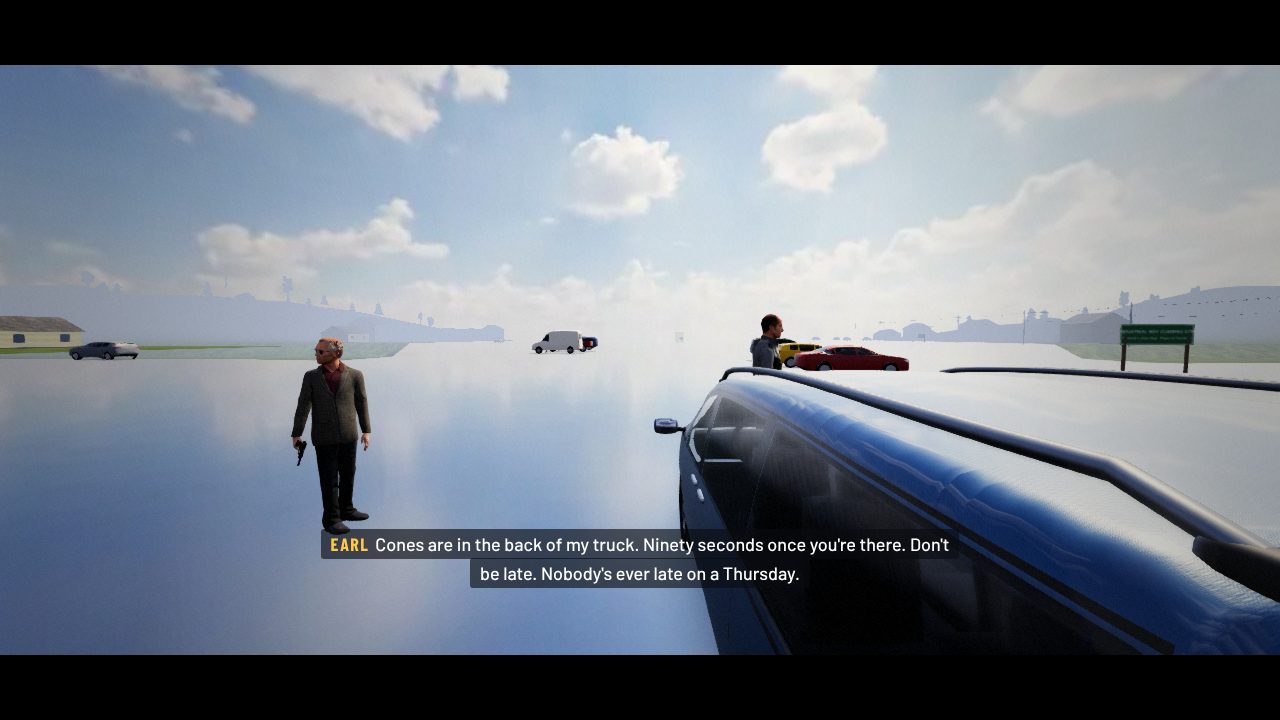 EARL Cones are in the back of my truck. Ninety seconds once you're there. Don't
be late. Nobody's ever late on a Thursday.